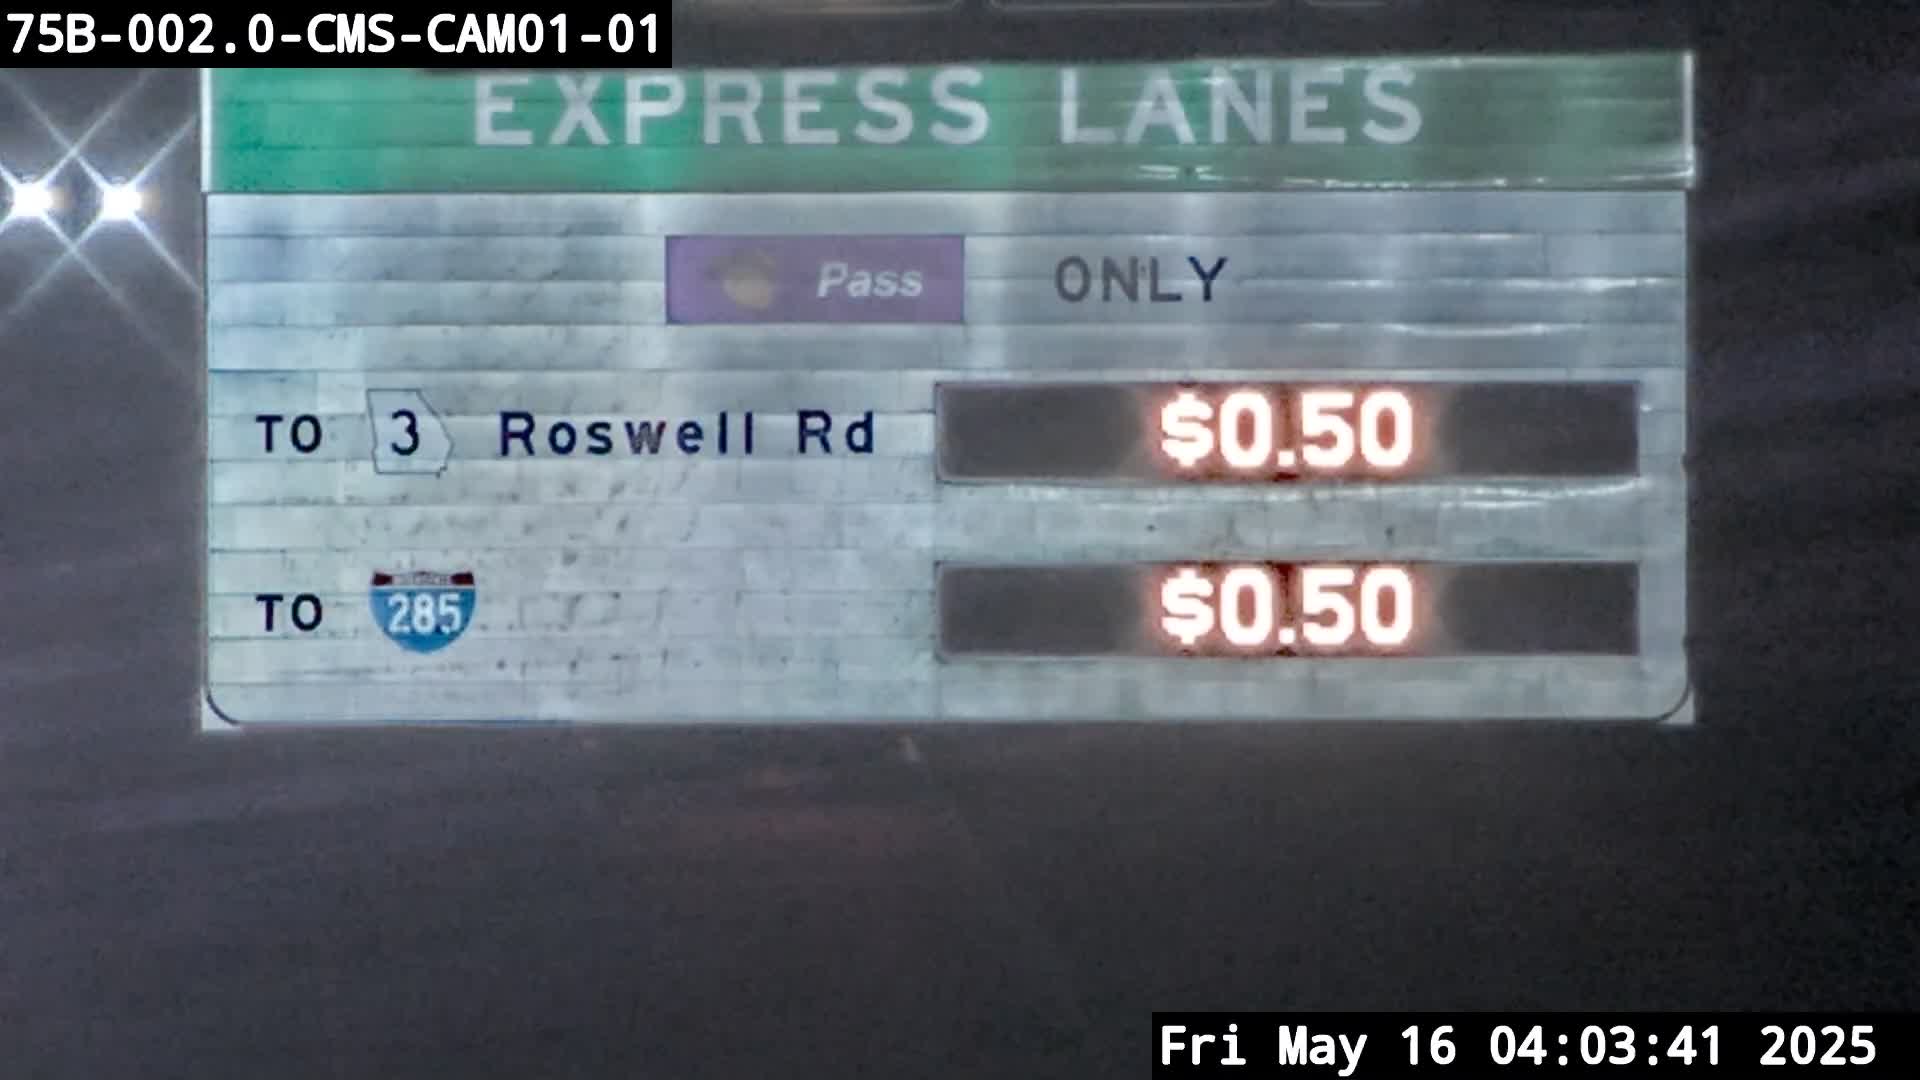 75B-002.0-CMS-CAM01-01
EXPRESS LANES
Pass ONLY
TO 3 Roswell Rd $0.50
TO 285 $0.50
Fri May 16 04:03:41 2025